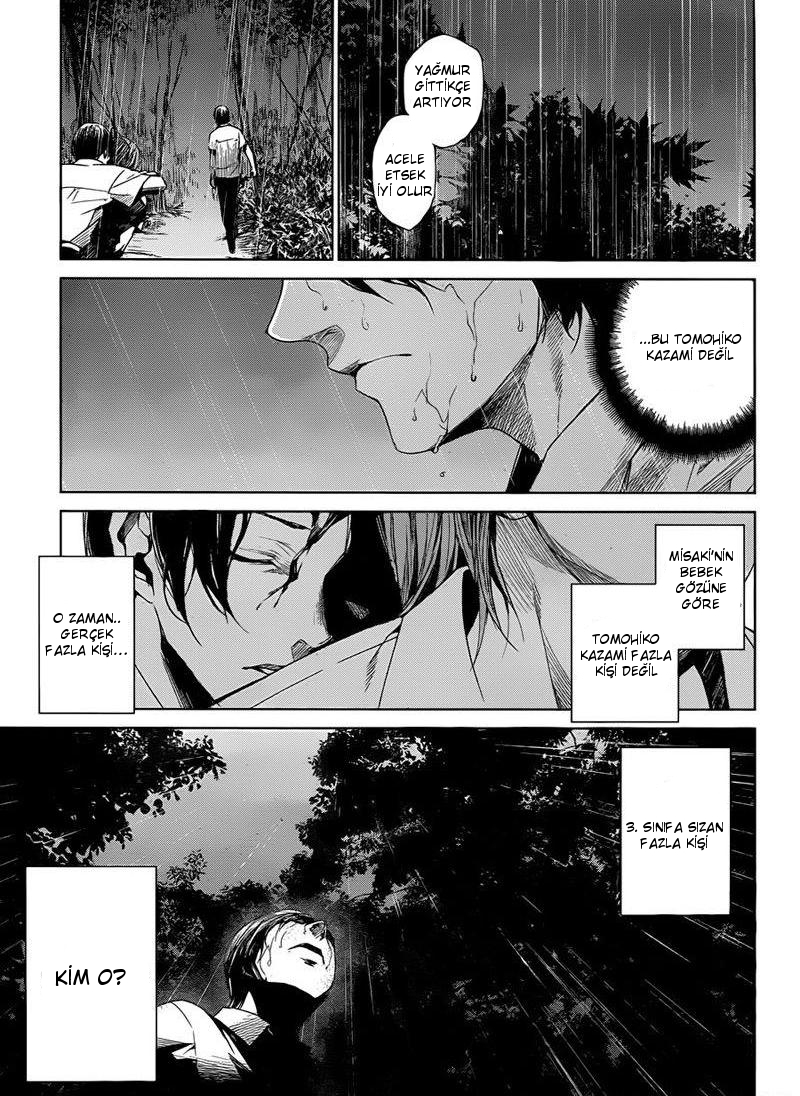 YAĞMUR
GİTTİKÇE
ARTIYOR
ACELE
ETSEK
İYİ OLUR
...BU TOMOHİKO
KAZAMİ DEĞİL
MİSAKİ'NİN
BEBEK
GÖZÜNE
GÖRE
TOMOHİKO
KAZAMİ FAZLA
KİŞİ DEĞİL
O ZAMAN..
GERÇEK
FAZLA KİŞİ...
3. SINIFA SIZAN
FAZLA KİŞİ
KİM O?